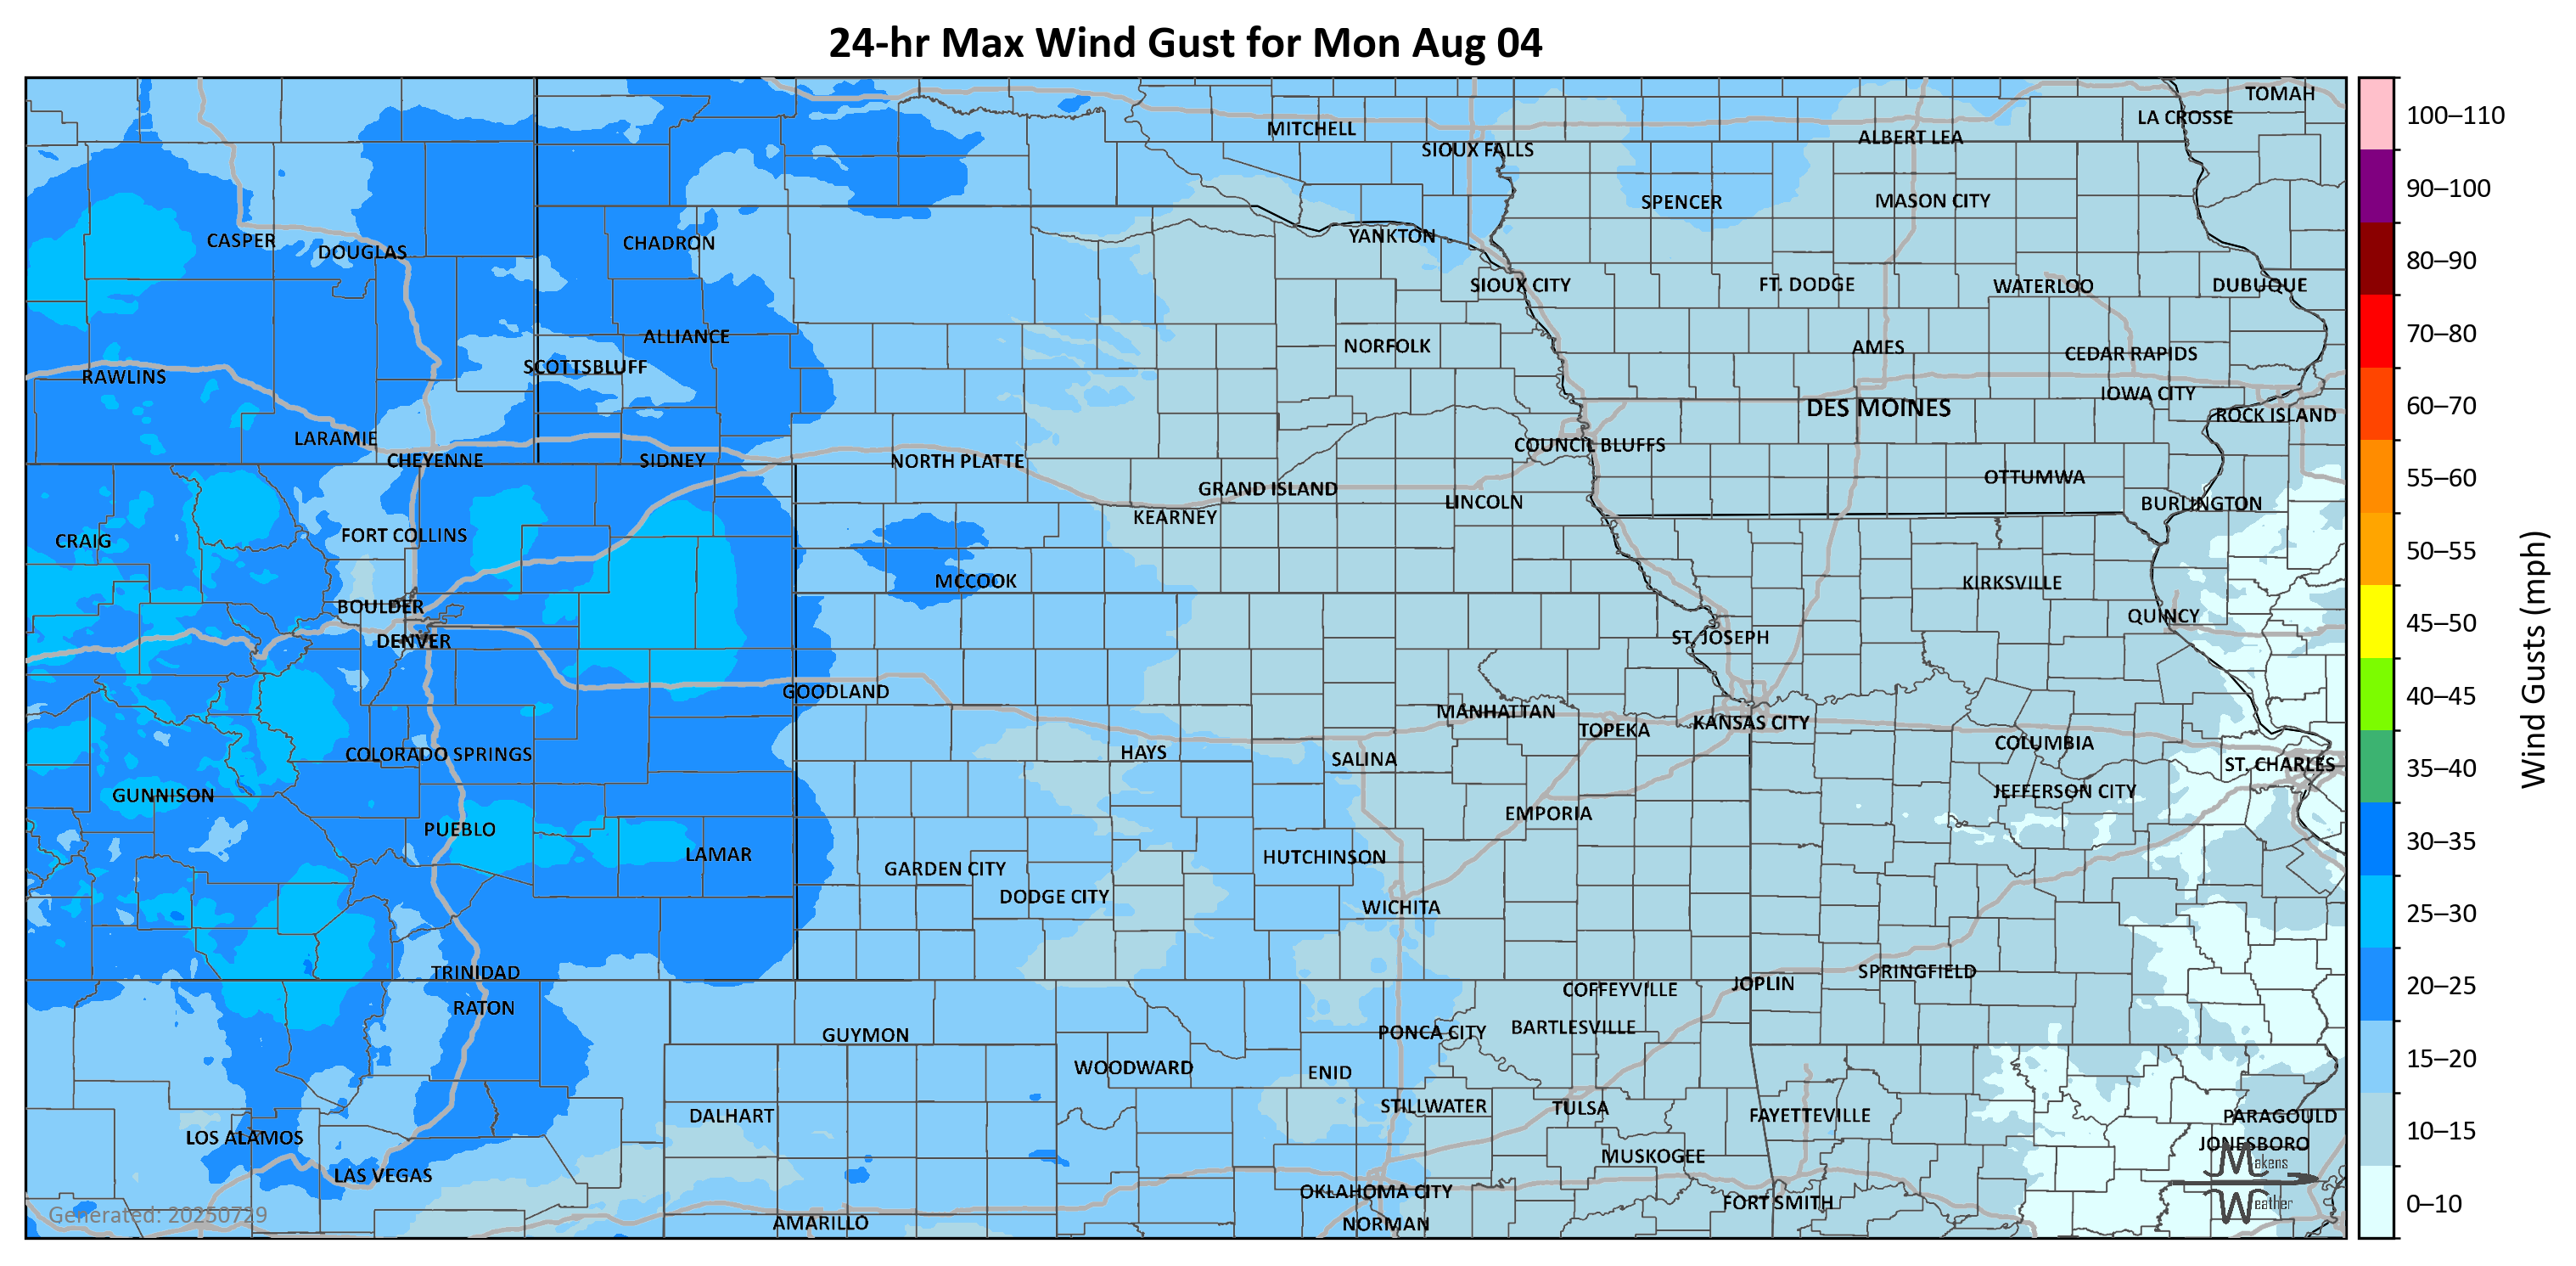 24-hr Max Wind Gust for Mon Aug 04
TOMAH
LA CROSSE
MITCHELL
ALBERT LEA
SIOUX FALLS
SPENCER
MASON CITY
CASPER
DOUGLAS
CHADRON
YANKTON
SIOUX CITY
FT. DODGE
WATERLOO
DUBUQUE
ALLIANCE
NORFOLK
AMES
CEDAR RAPIDS
SCOTTSBLUFF
RAWLINS
IOWA CITY
DES MOINES
ROCK ISLAND
LARAMIE
COUNCIL BLUFFS
CHEYENNE
SIDNEY
NORTH PLATTE
OTTUMWA
GRAND ISLAND
LINCOLN
BURLINGTON
KEARNEY
FORT COLLINS
CRAIG
MCCOOK
KIRKSVILLE
BOULDER
QUINCY
DENVER
ST. JOSEPH
GOODLAND
MANHATTAN
TOPEKA
KANSAS CITY
COLUMBIA
COLORADO SPRINGS
HAYS
SALINA
ST. CHARLES
GUNNISON
JEFFERSON CITY
EMPORIA
PUEBLO
LAMAR
HUTCHINSON
GARDEN CITY
DODGE CITY
WICHITA
TRINIDAD
SPRINGFIELD
JOPLIN
COFFEYVILLE
RATON
GUYMON
PONCA CITY
BARTLESVILLE
WOODWARD
ENID
DALHART
STILLWATER
TULSA
FAYETTEVILLE
PARAGOULD
LOS ALAMOS
JONESBORO
MUSKOGEE
LAS VEGAS
OKLAHOMA CITY
FORT SMITH
AMARILLO
NORMAN
Generated: 20250729
Makens
Weather
100–110
90–100
80–90
70–80
60–70
55–60
50–55
45–50
40–45
35–40
30–35
25–30
20–25
15–20
10–15
0–10
Wind Gusts (mph)